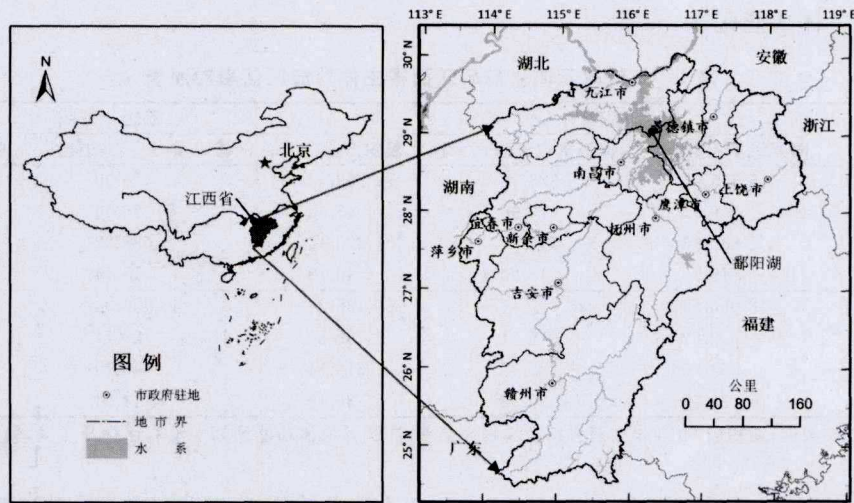 113° E 114° E 115° E 116° E 117° E 118° E 119° E
30° N
29° N
28° N
27° N
26° N
25° N
N
北京
江西省
图 例
市政府驻地
地 市 界
水 系
湖北
安徽
浙江
湖南
福建
广东
九江市
德镇市
南昌市
鹰潭市
上饶市
宜春市
新余市
萍乡市
抚州市
吉安市
赣州市
鄱阳湖
公里
0 40 80 160